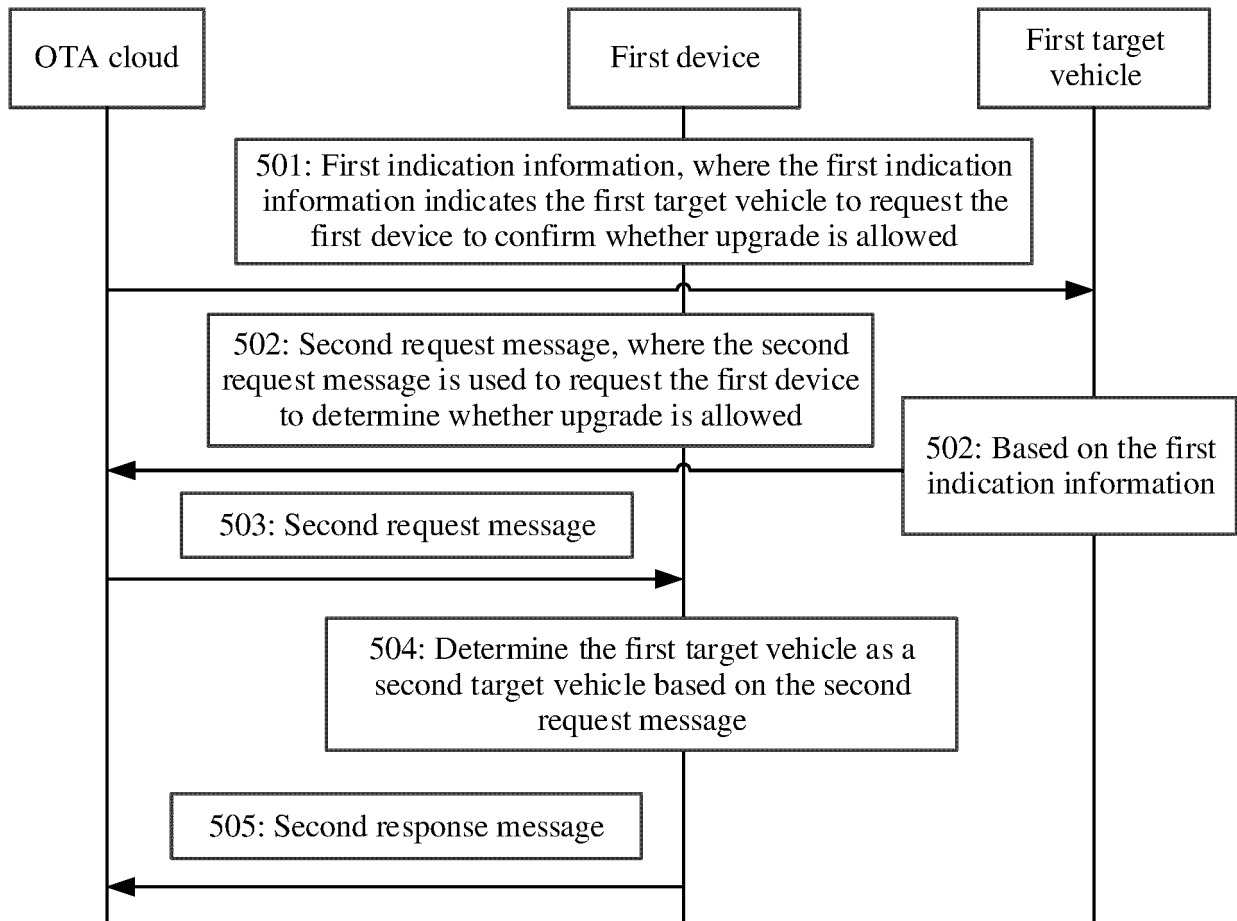 OTA cloud
First device
First target
vehicle
501: First indication information, where the first indication
information indicates the first target vehicle to request the
first device to confirm whether upgrade is allowed
502: Second request message, where the second
request message is used to request the first device
to determine whether upgrade is allowed
502: Based on the first
indication information
503: Second request message
504: Determine the first target vehicle as a
second target vehicle based on the second
request message
505: Second response message